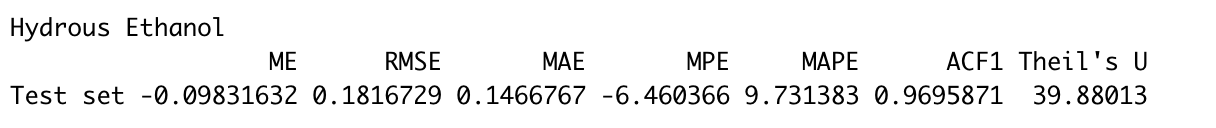 Hydrous Ethanol
ME RMSE MAE MPE MAPE ACF1 Theil's U
Test set -0.09831632 0.1816729 0.1466767 -6.460366 9.731383 0.9695871 39.88013